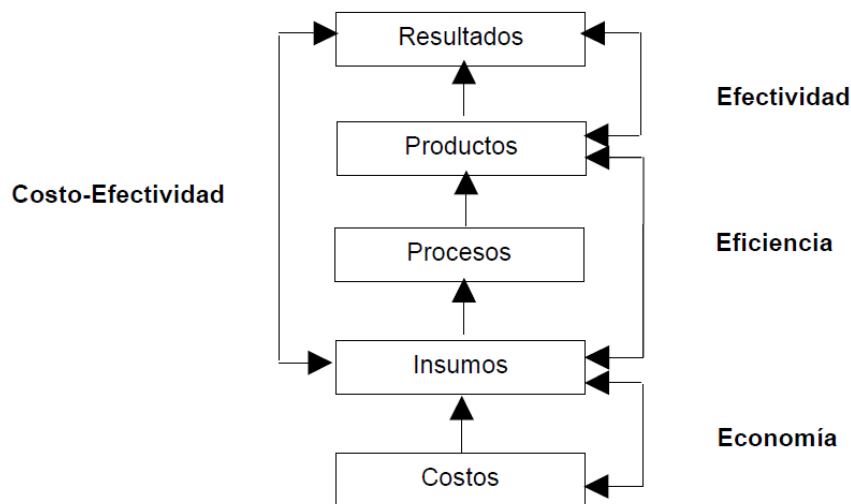 Resultados
Efectividad
Productos
Costo-Efectividad
Eficiencia
Procesos
Insumos
Economía
Costos